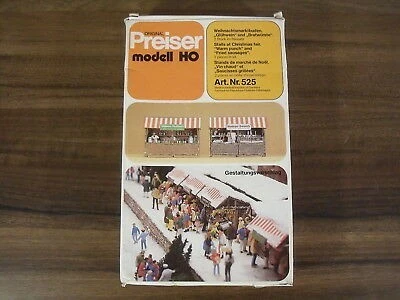 ORIGINAL
Preiser
modell HO
Weihnachtsmarktbuden.
„Glühwein” und „Bratwürste”
Stalls at Christmas fair.
"Warm punch" and
"Fried sausages".
Stands de marché de Noël.
„Vin chaud” et
„Saucisses grillées”
Art. Nr. 525
Gestaltungsvorschlag